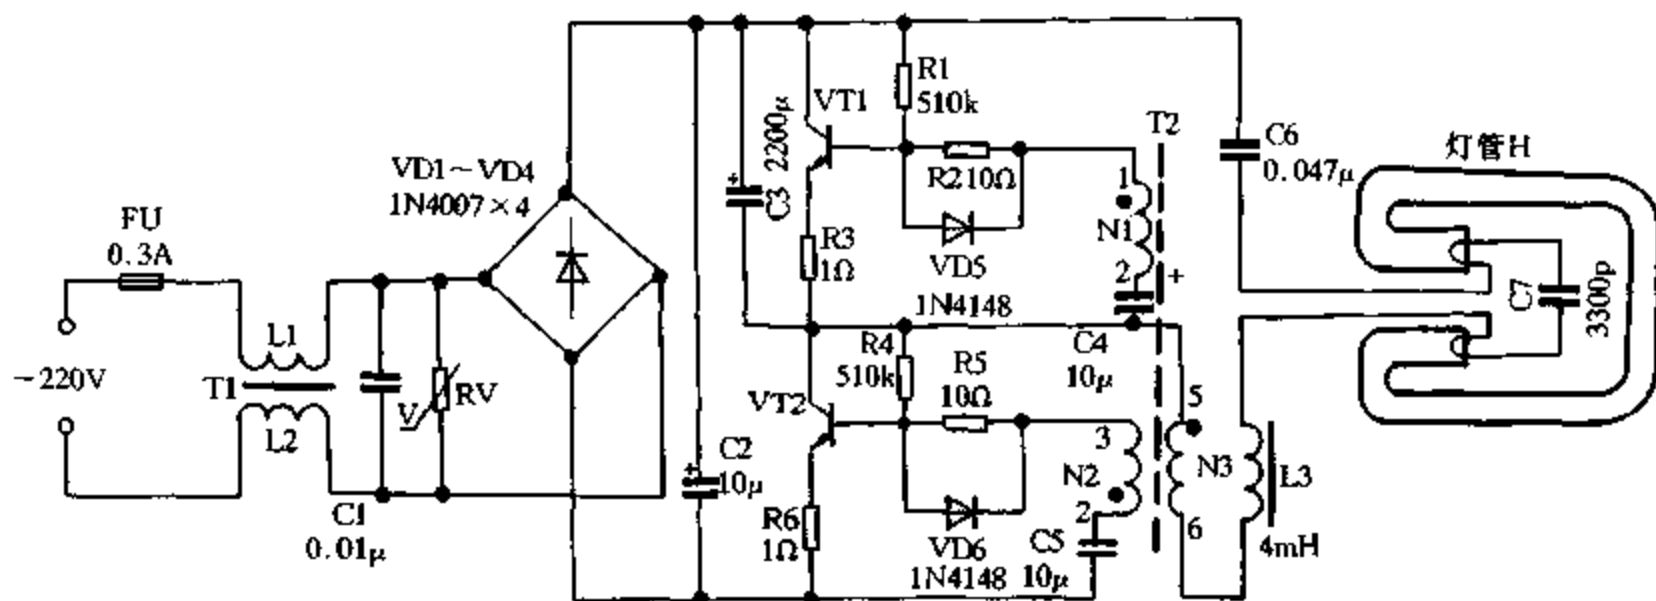 FU
0.3A
~220V
L1
T1
L2
C1
0.01μ
V
RV
VD1~VD4
1N4007×4
+
C2
10μ
+
C3 2200μ
VT1
R3
1Ω
R1
510k
R210Ω
VD5
1N4148
T2
1
N1
2
+
C4
10μ
R4
510k
R5
10Ω
VT2
R6
1Ω
VD6
1N4148
3
N2
2
C5
10μ
5
N3
6
L3
4mH
C6
0.047μ
灯管H
C7
3300p